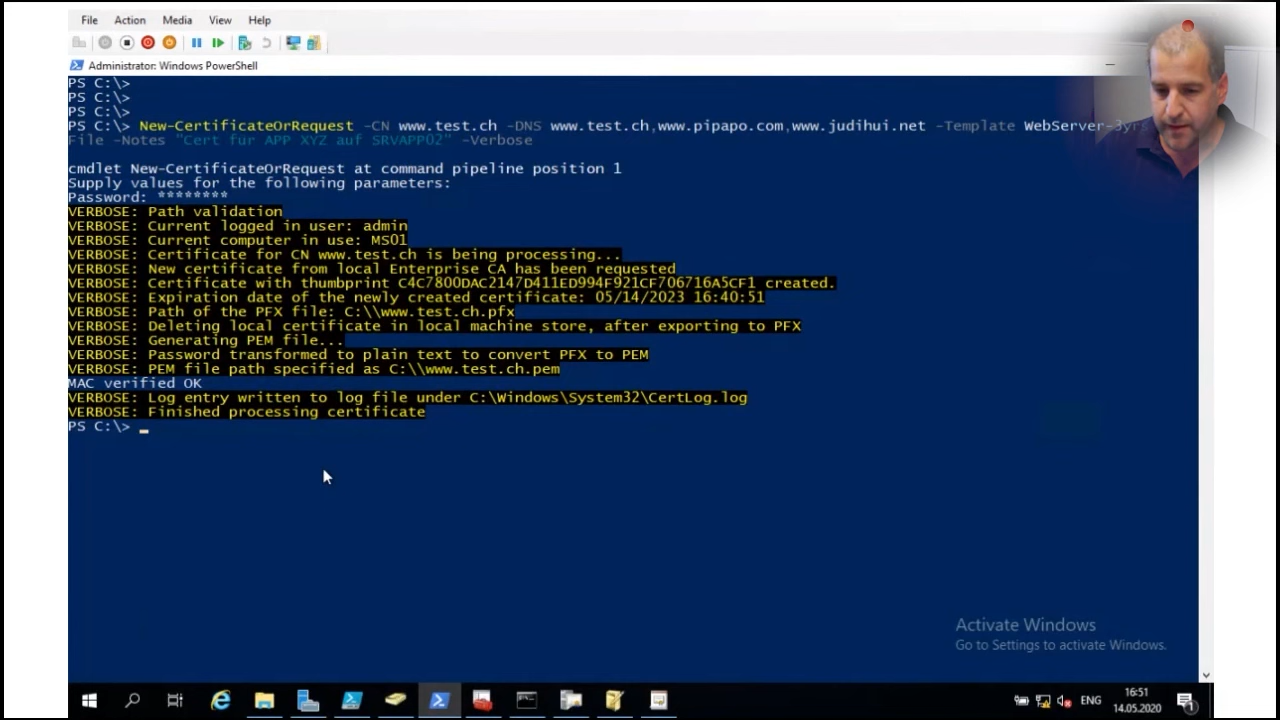 File Action Media View Help
Administrator: Windows PowerShell
PS C:\>
PS C:\>
PS C:\>
PS C:\> New-CertificateOrRequest -CN www.test.ch -DNS www.test.ch,www.pipapo.com,www.judihui.net -Template WebServer-3yrs
File -Notes "Cert für APP XYZ auf SRVAPP02" -Verbose
cmdlet New-CertificateOrRequest at command pipeline position 1
Supply values for the following parameters:
Password: ********
VERBOSE: Path validation
VERBOSE: Current logged in user: admin
VERBOSE: Current computer in use: MS01
VERBOSE: Certificate for CN www.test.ch is being processing...
VERBOSE: New certificate from local Enterprise CA has been requested
VERBOSE: Certificate with thumbprint C4C7800DAC2147D411ED994F921CF706716A5CF1 created.
VERBOSE: Expiration date of the newly created certificate: 05/14/2023 16:40:51
VERBOSE: Path of the PFX file: C:\\www.test.ch.pfx
VERBOSE: Deleting local certificate in local machine store, after exporting to PFX
VERBOSE: Generating PEM file...
VERBOSE: Password transformed to plain text to convert PFX to PEM
VERBOSE: PEM file path specified as C:\\www.test.ch.pem
MAC verified OK
VERBOSE: Log entry written to log file under C:\Windows\System32\CertLog.log
VERBOSE: Finished processing certificate
PS C:\>
Activate Windows
Go to Settings to activate Windows.
ENG
16:51
14.05.2020
1